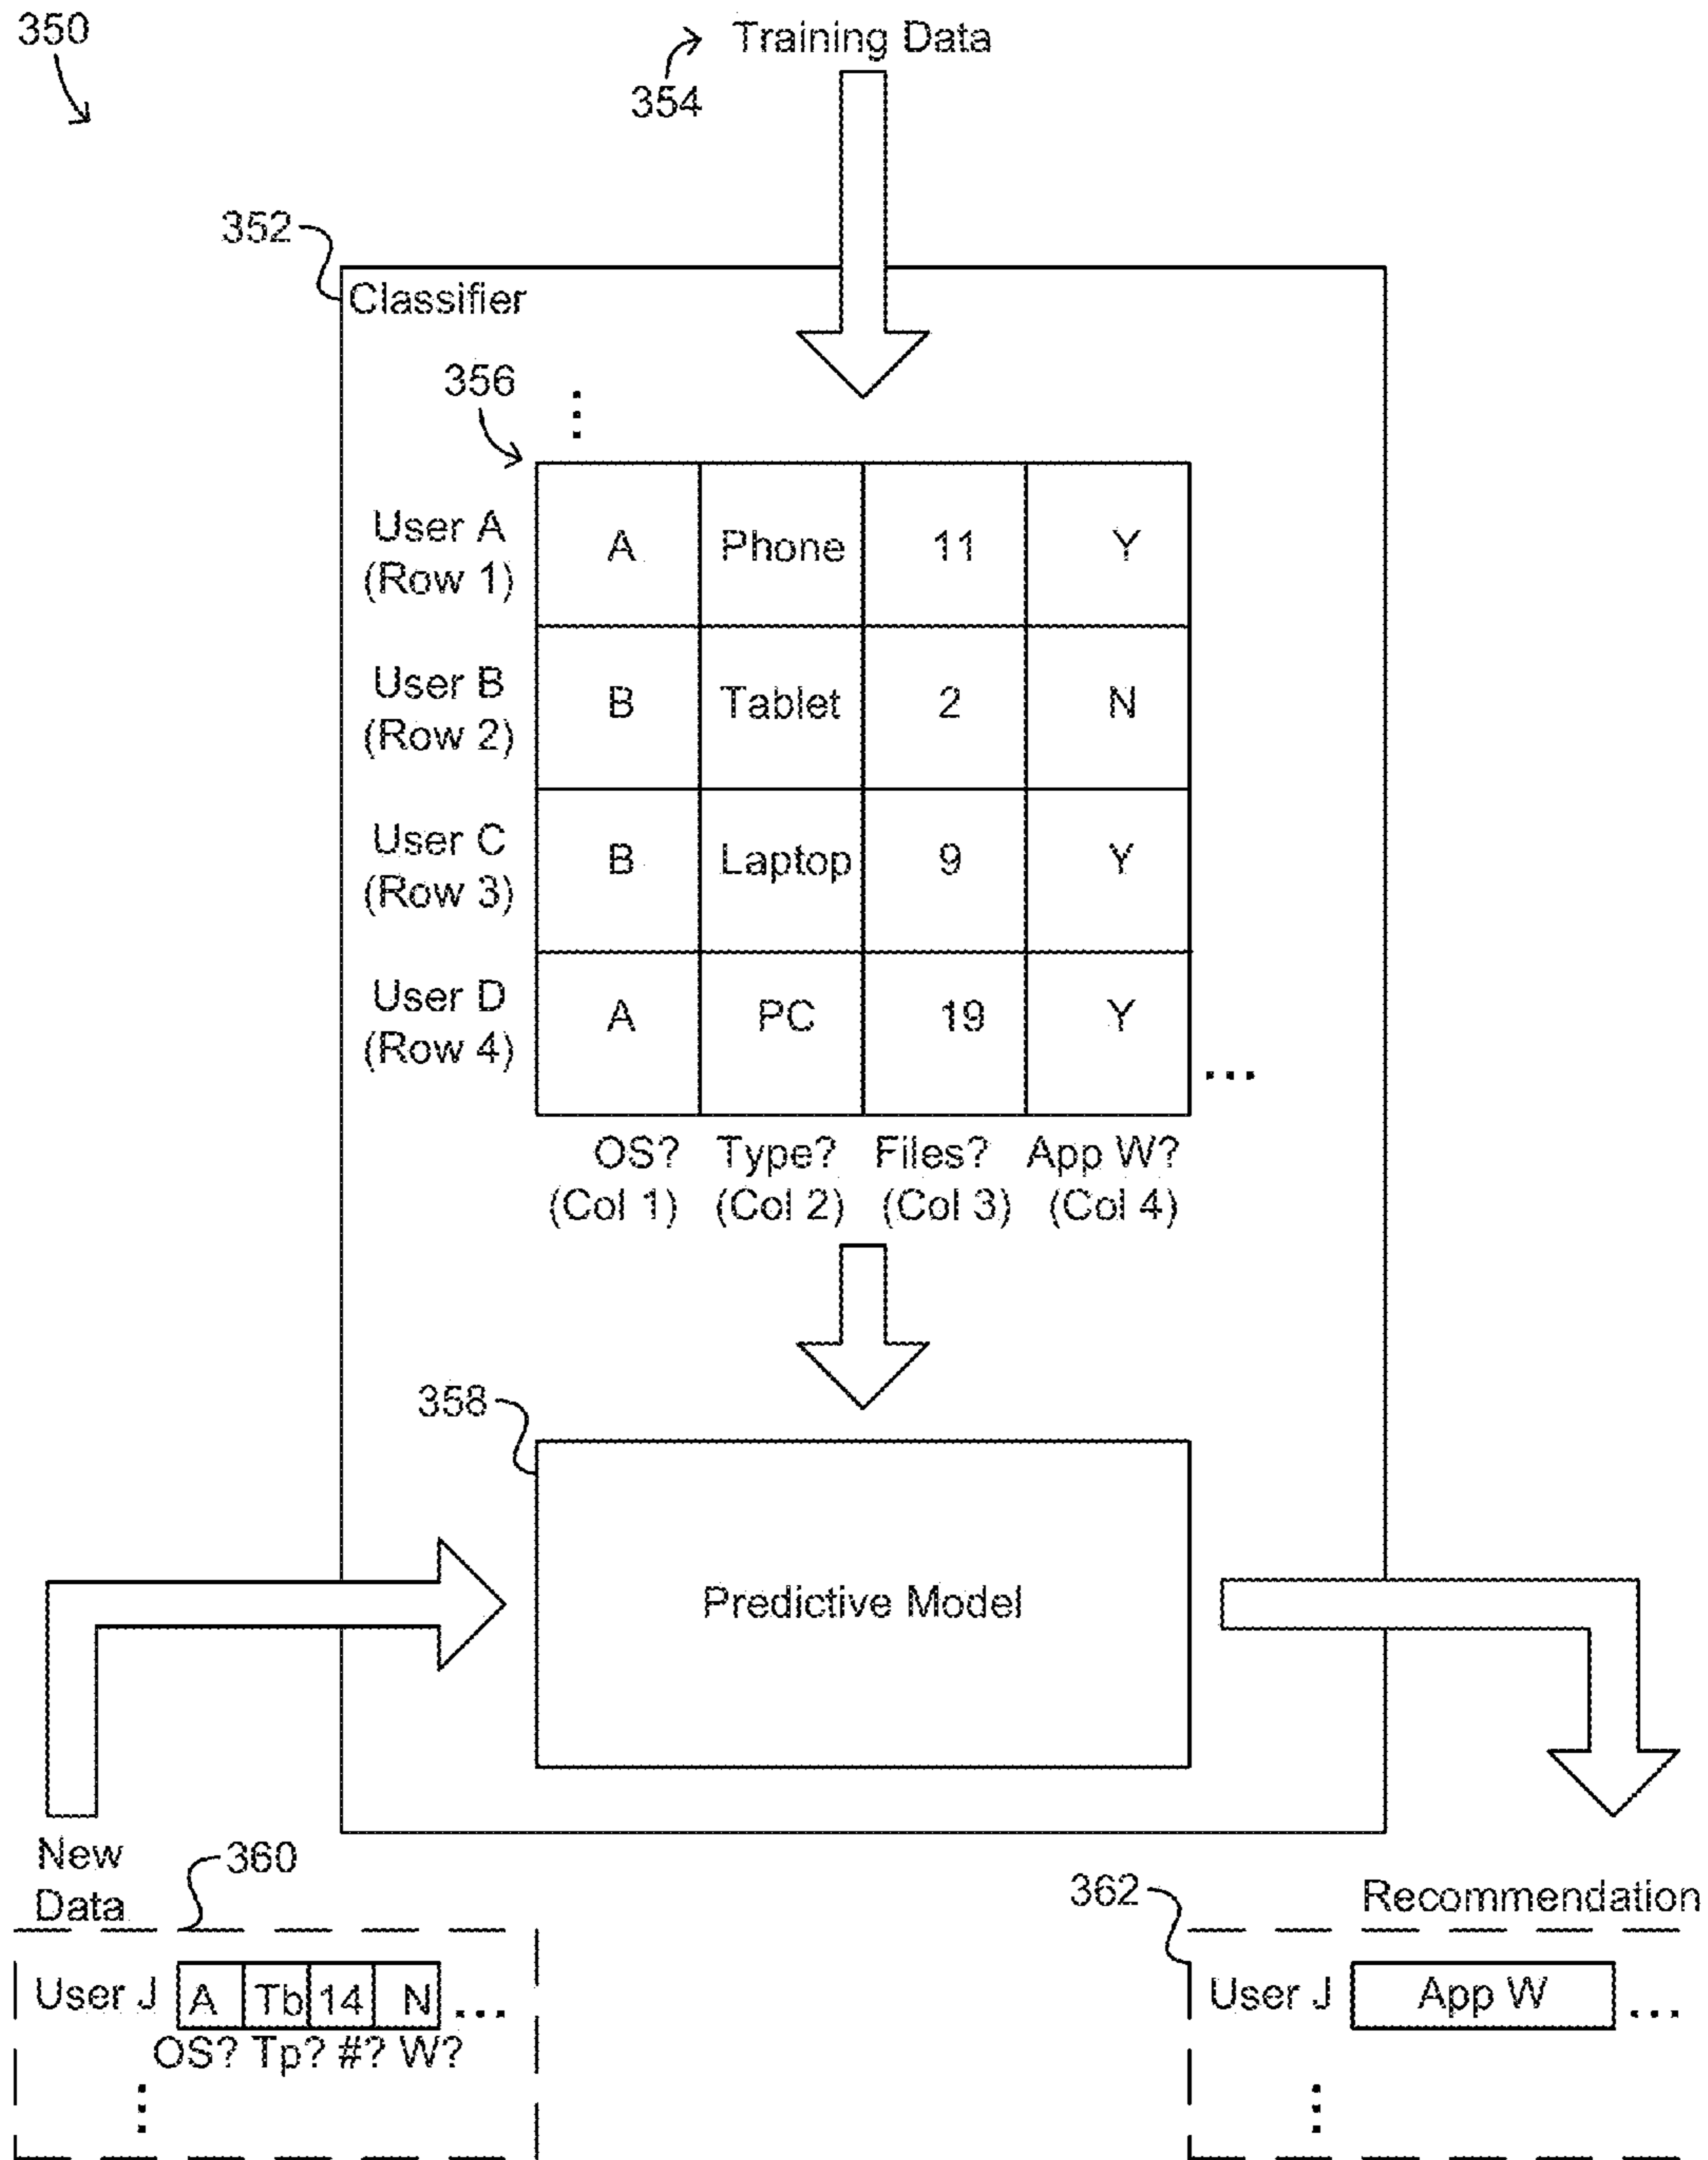 350
Training Data
354
352
Classifier
356
⋮
User A
(Row 1)
A Phone 11 Y
User B
(Row 2)
B Tablet 2 N
User C
(Row 3)
B Laptop 9 Y
User D
(Row 4)
A PC 19 Y
...
OS? Type? Files? App W?
(Col 1) (Col 2) (Col 3) (Col 4)
358
Predictive Model
New
Data
360
User J A Tb 14 N ...
OS? Tp? #? W?
⋮
362
Recommendation
User J App W ...
⋮